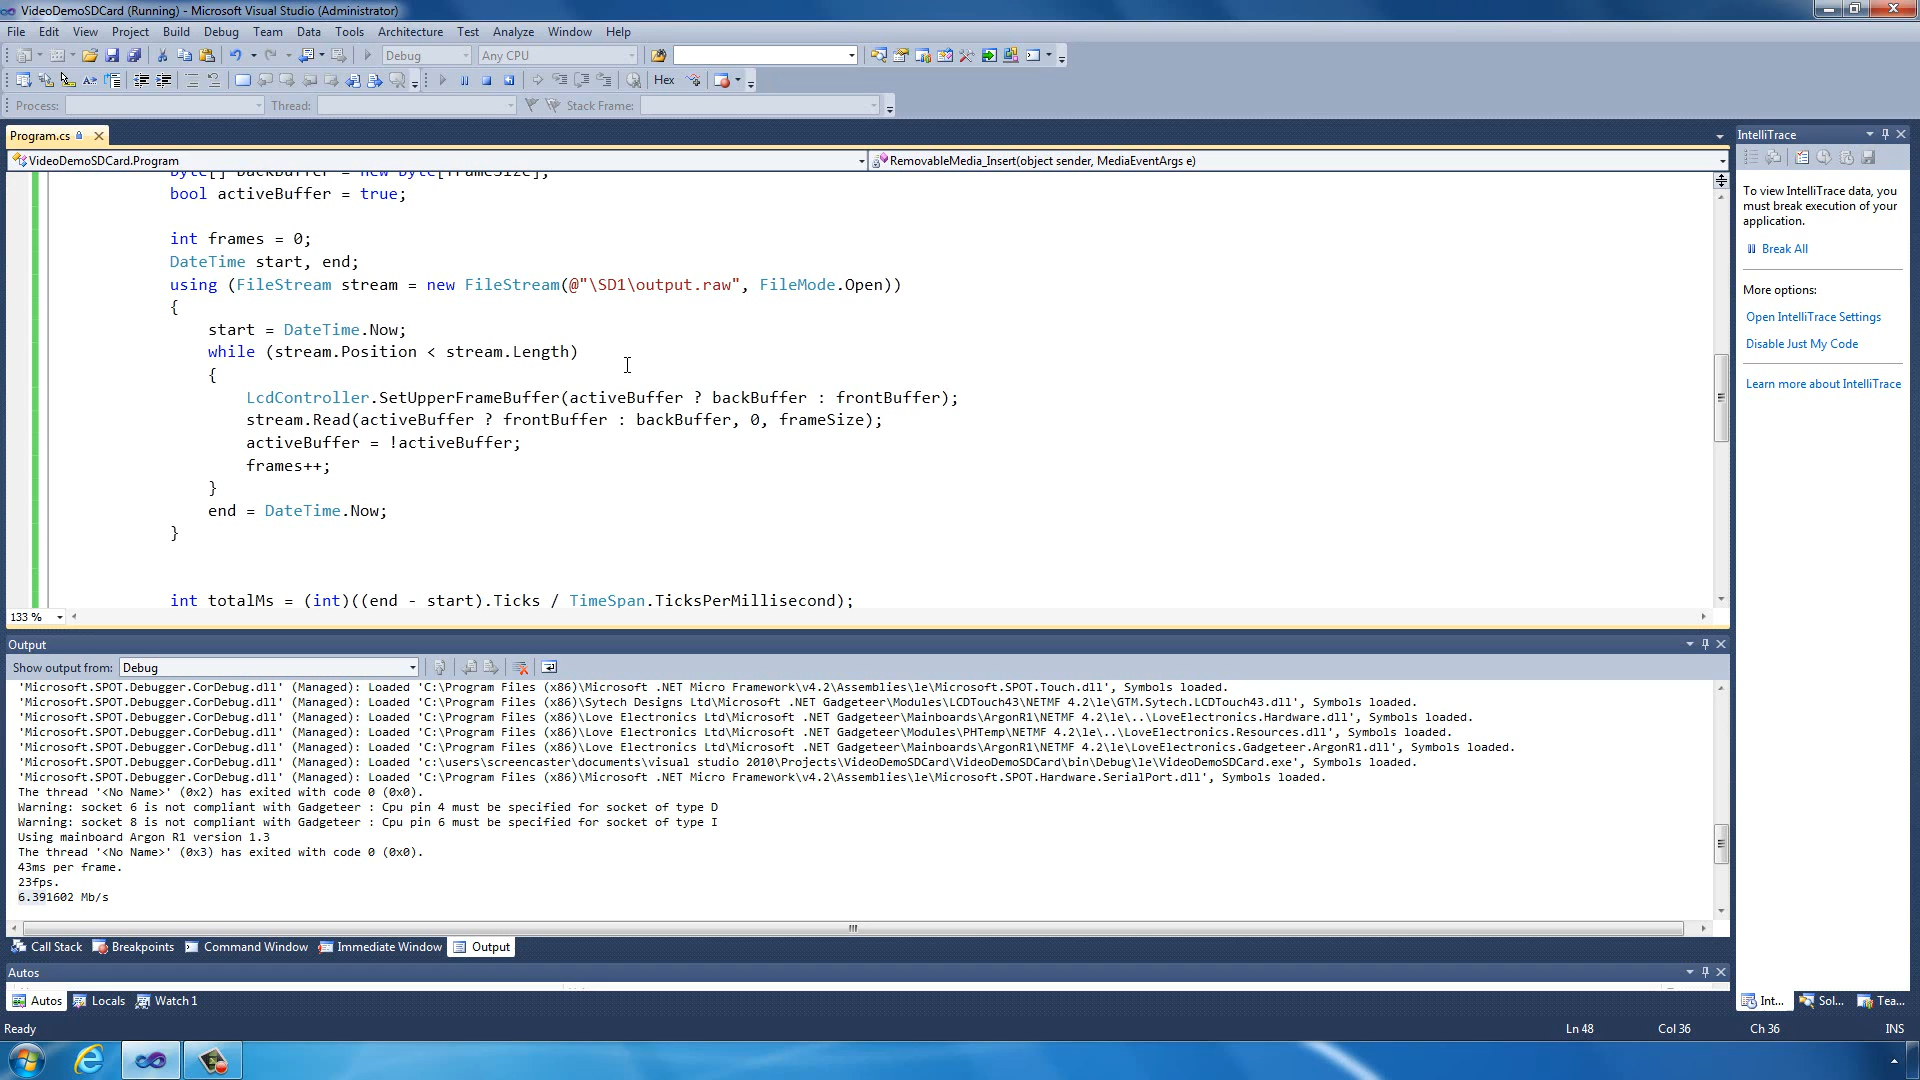 VideoDemoSDCard (Running) - Microsoft Visual Studio (Administrator)
File Edit View Project Build Debug Team Data Tools Architecture Test Analyze Window Help
Debug Any CPU
Hex
Process: Thread: Stack Frame:
Program.cs
VideoDemoSDCard.Program RemovableMedia_Insert(object sender, MediaEventArgs e)
byte[] backBuffer = new byte[frameSize];
bool activeBuffer = true;
int frames = 0;
DateTime start, end;
using (FileStream stream = new FileStream(@"\SD1\output.raw", FileMode.Open))
{
start = DateTime.Now;
while (stream.Position < stream.Length)
{
LcdController.SetUpperFrameBuffer(activeBuffer ? backBuffer : frontBuffer);
stream.Read(activeBuffer ? frontBuffer : backBuffer, 0, frameSize);
activeBuffer = !activeBuffer;
frames++;
}
end = DateTime.Now;
}
int totalMs = (int)((end - start).Ticks / TimeSpan.TicksPerMillisecond);
133 %
IntelliTrace
To view IntelliTrace data, you
must break execution of your
application.
Break All
More options:
Open IntelliTrace Settings
Disable Just My Code
Learn more about IntelliTrace
Output
Show output from: Debug
'Microsoft.SPOT.Debugger.CorDebug.dll' (Managed): Loaded 'C:\Program Files (x86)\Microsoft .NET Micro Framework\v4.2\Assemblies\le\Microsoft.SPOT.Touch.dll', Symbols loaded.
'Microsoft.SPOT.Debugger.CorDebug.dll' (Managed): Loaded 'C:\Program Files (x86)\Sytech Designs Ltd\Microsoft .NET Gadgeteer\Modules\LCDTouch43\NETMF 4.2\le\GTM.Sytech.LCDTouch43.dll', Symbols loaded.
'Microsoft.SPOT.Debugger.CorDebug.dll' (Managed): Loaded 'C:\Program Files (x86)\Love Electronics Ltd\Microsoft .NET Gadgeteer\Mainboards\ArgonR1\NETMF 4.2\le\..\LoveElectronics.Hardware.dll', Symbols loaded.
'Microsoft.SPOT.Debugger.CorDebug.dll' (Managed): Loaded 'C:\Program Files (x86)\Love Electronics Ltd\Microsoft .NET Gadgeteer\Modules\PHTemp\NETMF 4.2\le\..\LoveElectronics.Resources.dll', Symbols loaded.
'Microsoft.SPOT.Debugger.CorDebug.dll' (Managed): Loaded 'C:\Program Files (x86)\Love Electronics Ltd\Microsoft .NET Gadgeteer\Mainboards\ArgonR1\NETMF 4.2\le\LoveElectronics.Gadgeteer.ArgonR1.dll', Symbols loaded.
'Microsoft.SPOT.Debugger.CorDebug.dll' (Managed): Loaded 'c:\users\screencaster\documents\visual studio 2010\Projects\VideoDemoSDCard\VideoDemoSDCard\bin\Debug\le\VideoDemoSDCard.exe', Symbols loaded.
'Microsoft.SPOT.Debugger.CorDebug.dll' (Managed): Loaded 'C:\Program Files (x86)\Microsoft .NET Micro Framework\v4.2\Assemblies\le\Microsoft.SPOT.Hardware.SerialPort.dll', Symbols loaded.
The thread '<No Name>' (0x2) has exited with code 0 (0x0).
Warning: socket 6 is not compliant with Gadgeteer : Cpu pin 4 must be specified for socket of type D
Warning: socket 8 is not compliant with Gadgeteer : Cpu pin 6 must be specified for socket of type I
Using mainboard Argon R1 version 1.3
The thread '<No Name>' (0x3) has exited with code 0 (0x0).
43ms per frame.
23fps.
6.391602 Mb/s
Call Stack Breakpoints Command Window Immediate Window Output
Autos
Autos Locals Watch 1
Int... Sol... Tea...
Ready Ln 48 Col 36 Ch 36 INS